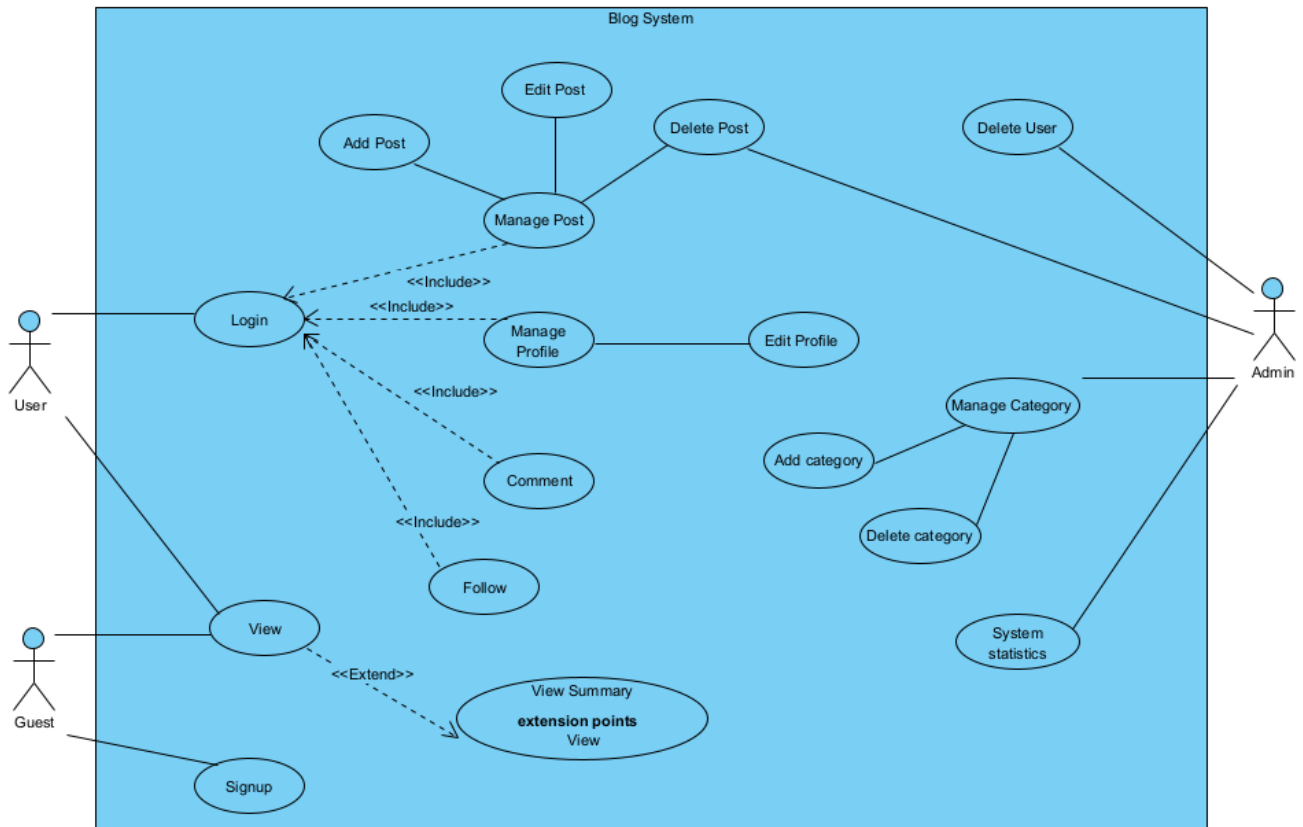 Blog System
Edit Post
Delete Post
Delete User
Add Post
Manage Post
<<Include>>
<<Include>>
Login
Manage
Profile
Edit Profile
Admin
User
<<Include>>
Manage Category
Add category
Comment
<<Include>>
Delete category
Follow
View
System
statistics
<<Extend>>
View Summary
extension points
View
Guest
Signup